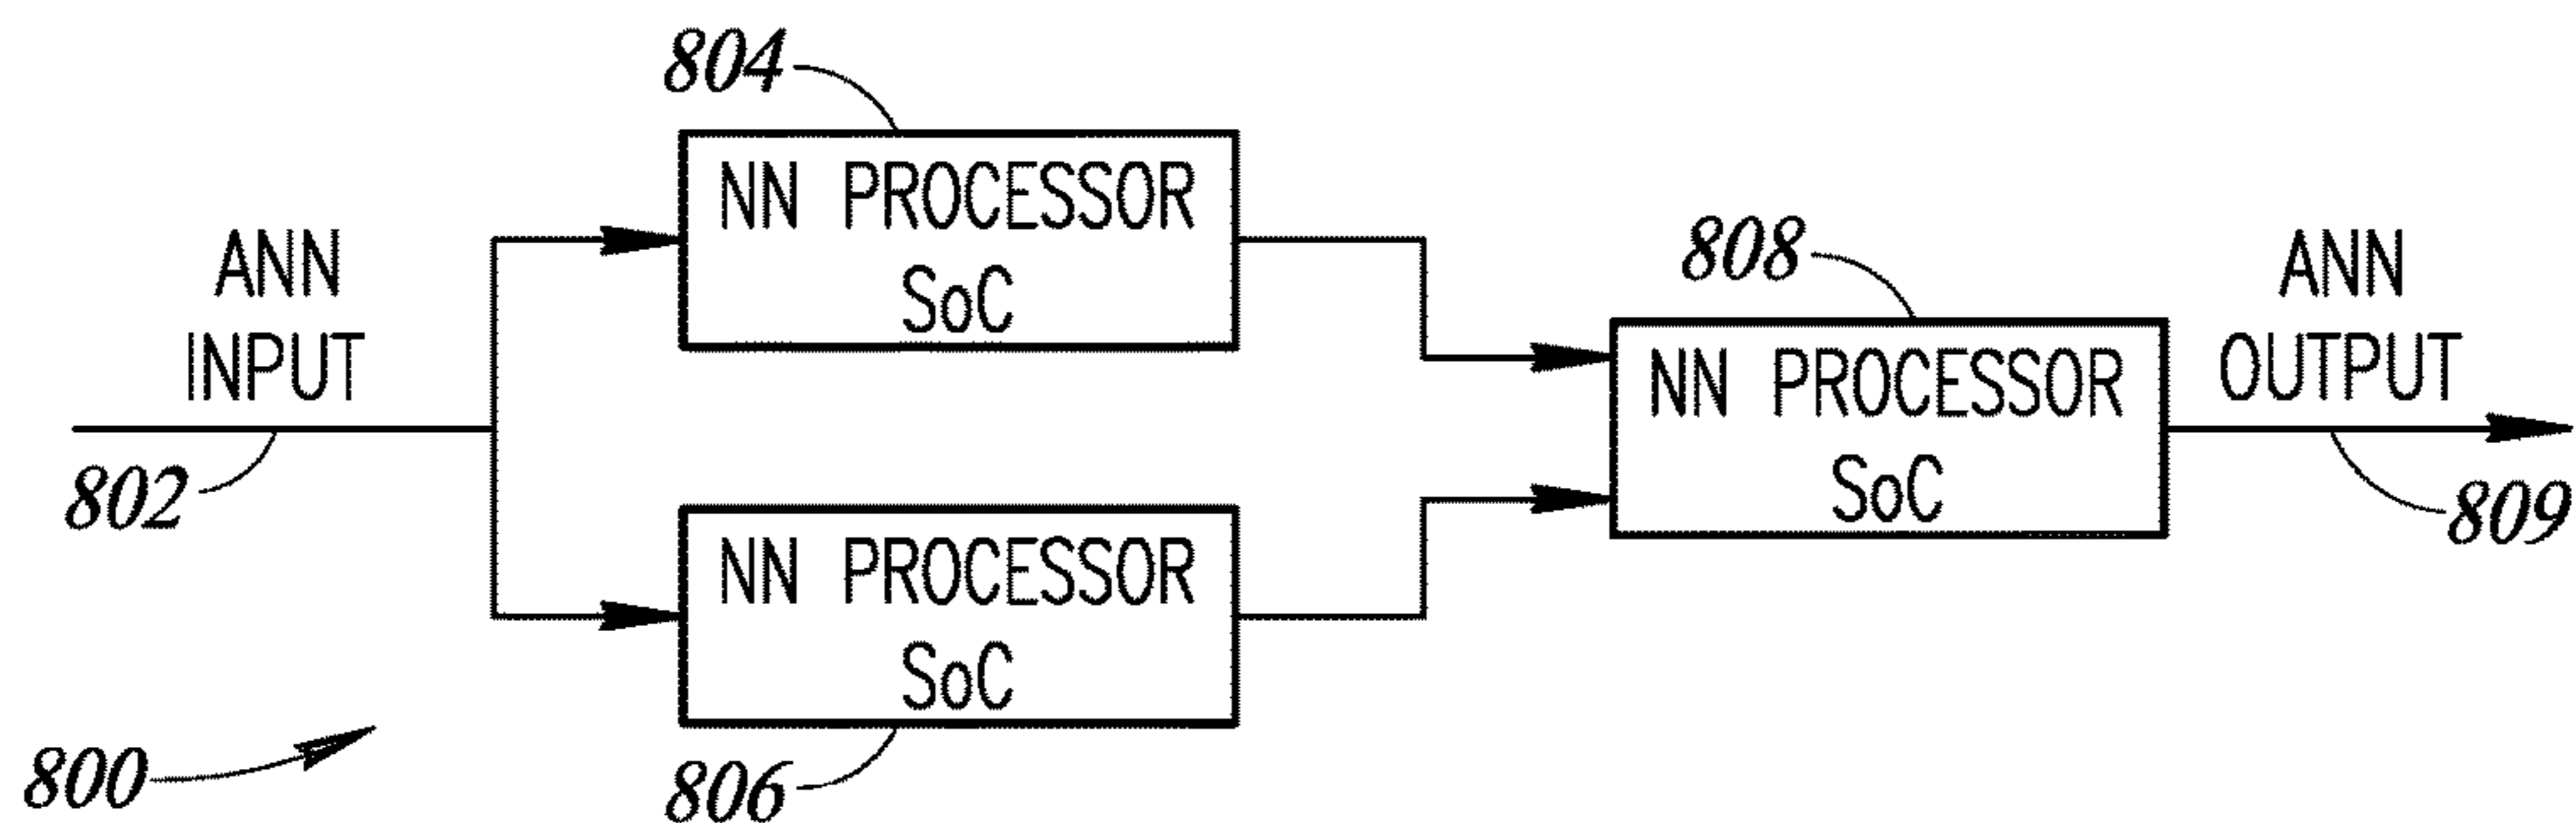 804
NN PROCESSOR
SoC
ANN
INPUT
802
808
NN PROCESSOR
SoC
ANN
OUTPUT
809
NN PROCESSOR
SoC
806
800